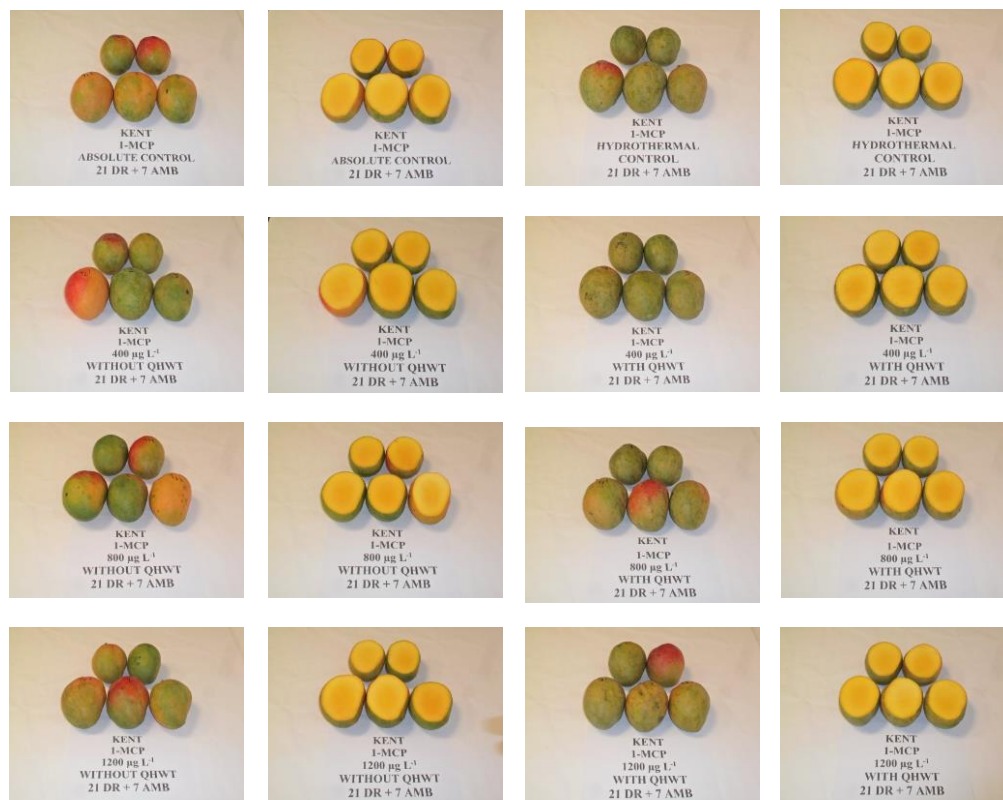 KENT
1-MCP
ABSOLUTE CONTROL
21 DR + 7 AMB
KENT
1-MCP
ABSOLUTE CONTROL
21 DR + 7 AMB
KENT
1-MCP
HYDROTHERMAL
CONTROL
21 DR + 7 AMB
KENT
1-MCP
HYDROTHERMAL
CONTROL
21 DR + 7 AMB
KENT
1-MCP
400 µg L⁻¹
WITHOUT QHWT
21 DR + 7 AMB
KENT
1-MCP
400 µg L⁻¹
WITHOUT QHWT
21 DR + 7 AMB
KENT
1-MCP
400 µg L⁻¹
WITH QHWT
21 DR + 7 AMB
KENT
1-MCP
400 µg L⁻¹
WITH QHWT
21 DR + 7 AMB
KENT
1-MCP
800 µg L⁻¹
WITHOUT QHWT
21 DR + 7 AMB
KENT
1-MCP
800 µg L⁻¹
WITHOUT QHWT
21 DR + 7 AMB
KENT
1-MCP
800 µg L⁻¹
WITH QHWT
21 DR + 7 AMB
KENT
1-MCP
800 µg L⁻¹
WITH QHWT
21 DR + 7 AMB
KENT
1-MCP
1200 µg L⁻¹
WITHOUT QHWT
21 DR + 7 AMB
KENT
1-MCP
1200 µg L⁻¹
WITHOUT QHWT
21 DR + 7 AMB
KENT
1-MCP
1200 µg L⁻¹
WITH QHWT
21 DR + 7 AMB
KENT
1-MCP
1200 µg L⁻¹
WITH QHWT
21 DR + 7 AMB